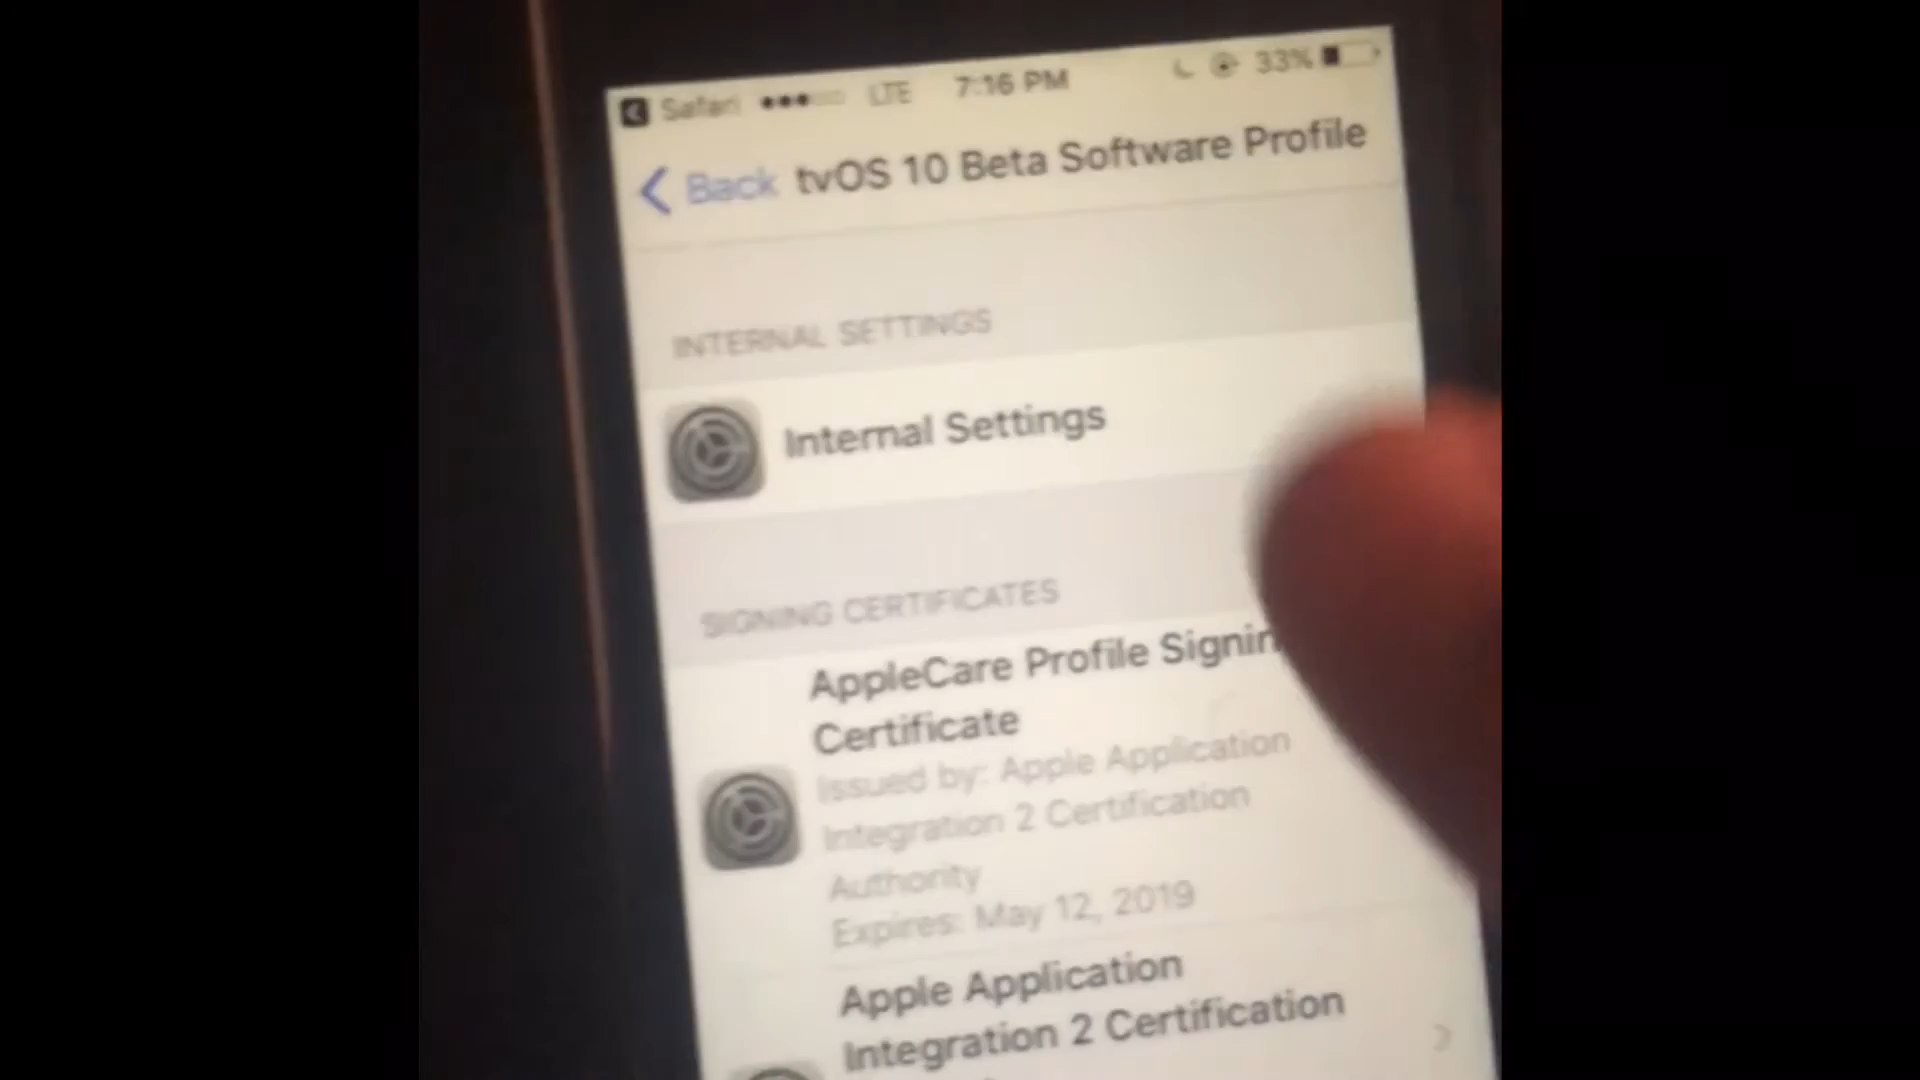 Safari LTE 7:16 PM 33%
Back tvOS 10 Beta Software Profile
INTERNAL SETTINGS
Internal Settings
SIGNING CERTIFICATES
AppleCare Profile Signin
Certificate
Issued by: Apple Application
Integration 2 Certification
Authority
Expires: May 12, 2019
Apple Application
Integration 2 Certification